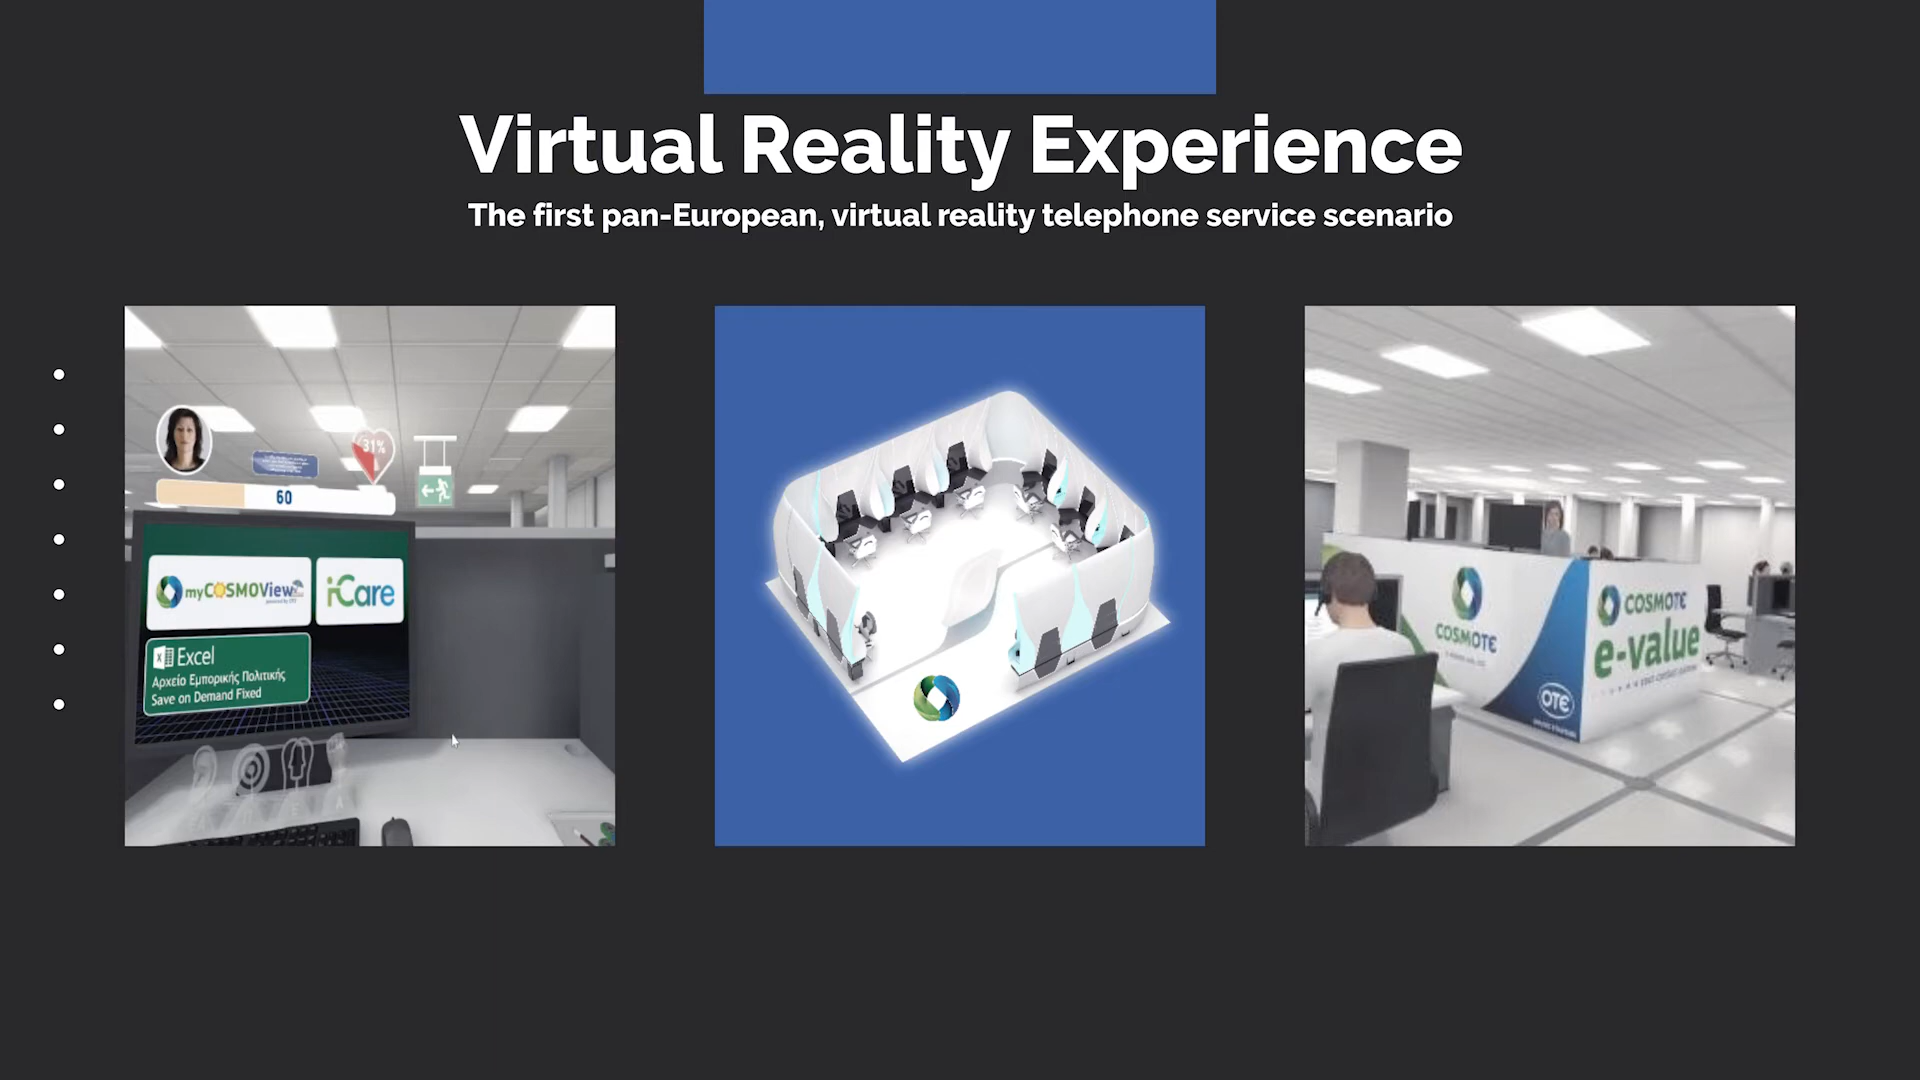 Virtual Reality Experience
The first pan-European, virtual reality telephone service scenario
31%
60
myCOSMOView
iCare
Excel
Αρχείο Εμπορικής Πολιτικής
Save on Demand Fixed
COSMOTE
OTE
COSMOTE
e-value